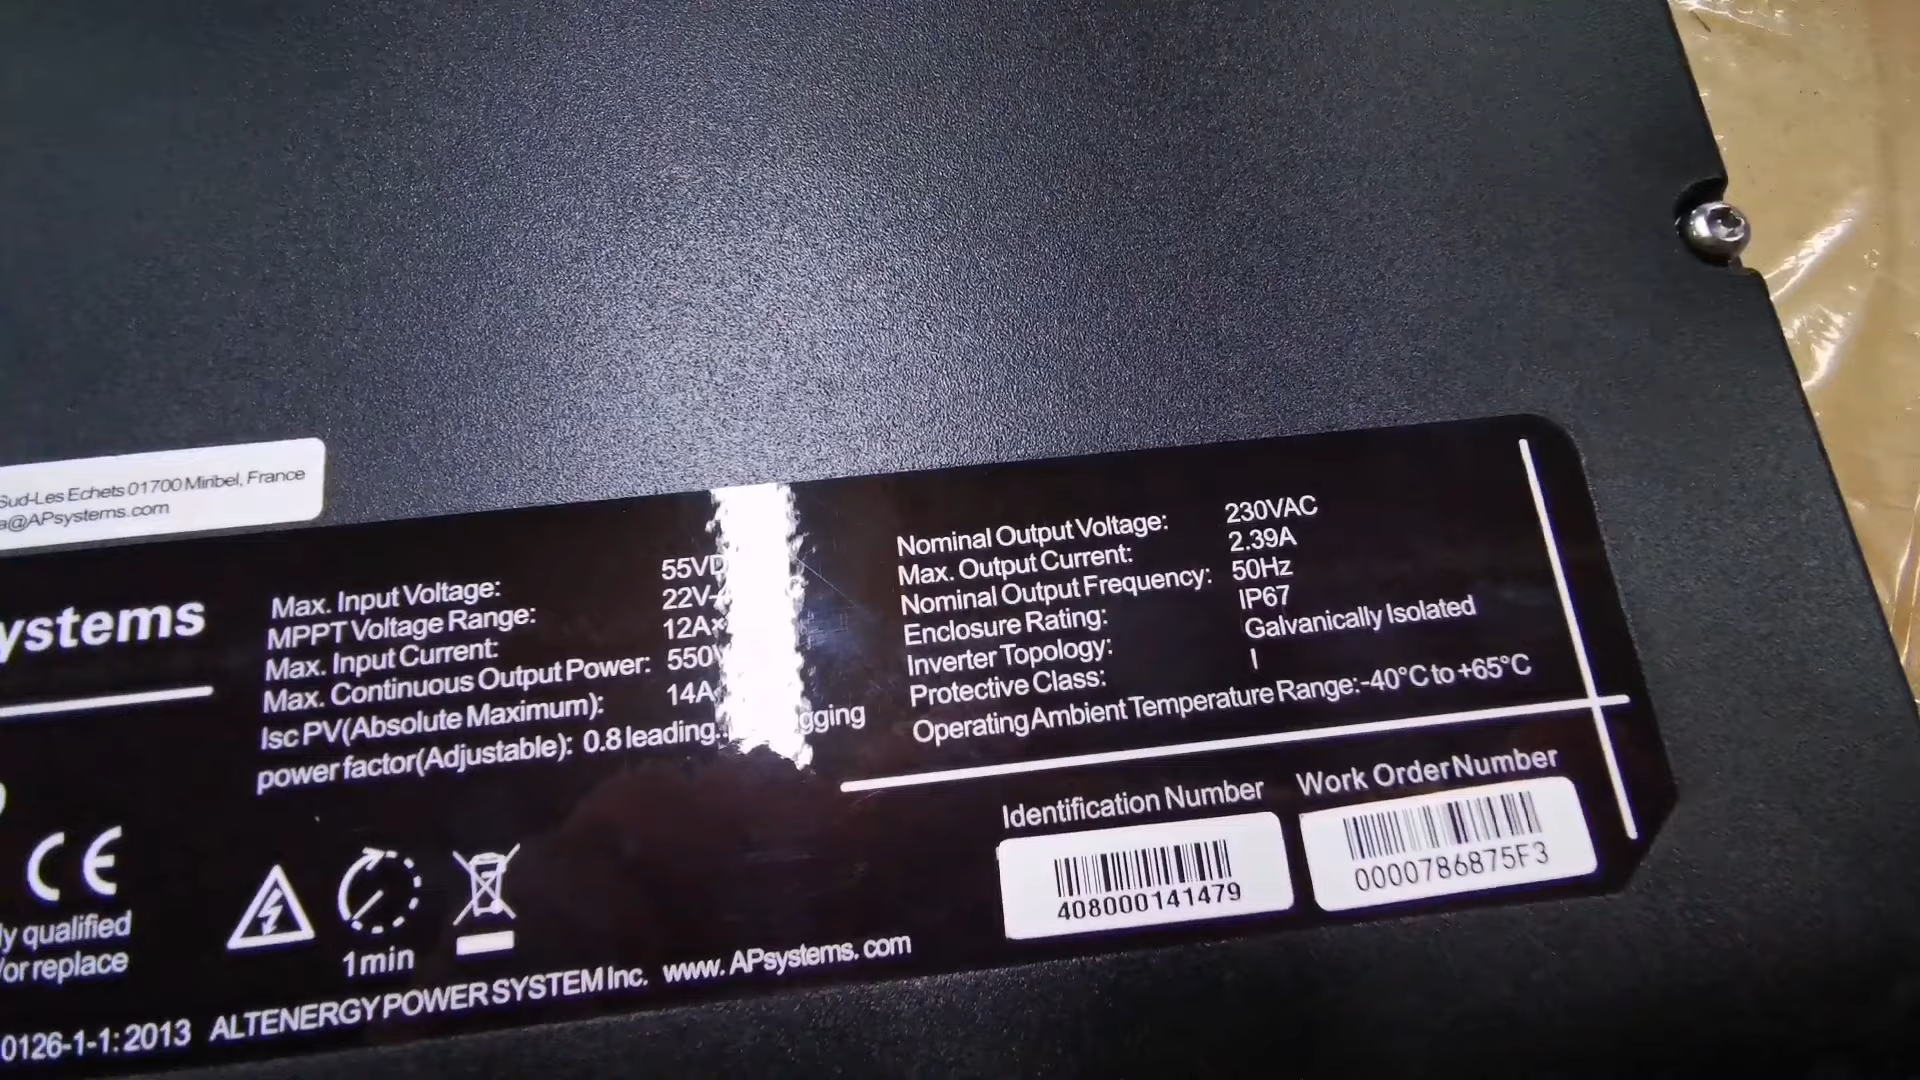 Sud-Les Echets 01700 Miribel, France
a@APsystems.com
ystems
Max. Input Voltage: 55VD
MPPT Voltage Range: 22V-
Max. Input Current: 12A×
Max. Continuous Output Power: 550
Isc PV(Absolute Maximum): 14A
power factor(Adjustable): 0.8 leading... gging
Nominal Output Voltage: 230VAC
Max. Output Current: 2.39A
Nominal Output Frequency: 50Hz
Enclosure Rating: IP67
Inverter Topology: Galvanically Isolated
Protective Class: I
Operating Ambient Temperature Range:-40°C to +65°C
Identification Number
408000141479
Work Order Number
0000786875F3
CE
1min
ly qualified
/or replace
0126-1-1:2013 ALTENERGY POWER SYSTEM Inc. www.APsystems.com